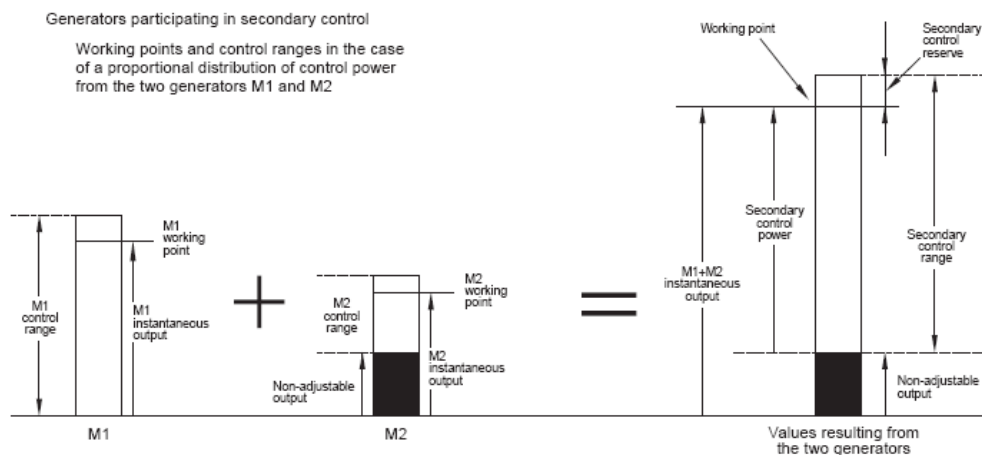 Generators participating in secondary control
Working points and control ranges in the case
of a proportional distribution of control power
from the two generators M1 and M2
Working point
Secondary
control
reserve
M1
working
point
M1
control
range
M1
instantaneous
output
M2
working
point
M2
control
range
M2
instantaneous
output
Non-adjustable
output
Secondary
control
power
M1+M2
instantaneous
output
Secondary
control
range
Non-adjustable
output
M1
M2
Values resulting from
the two generators